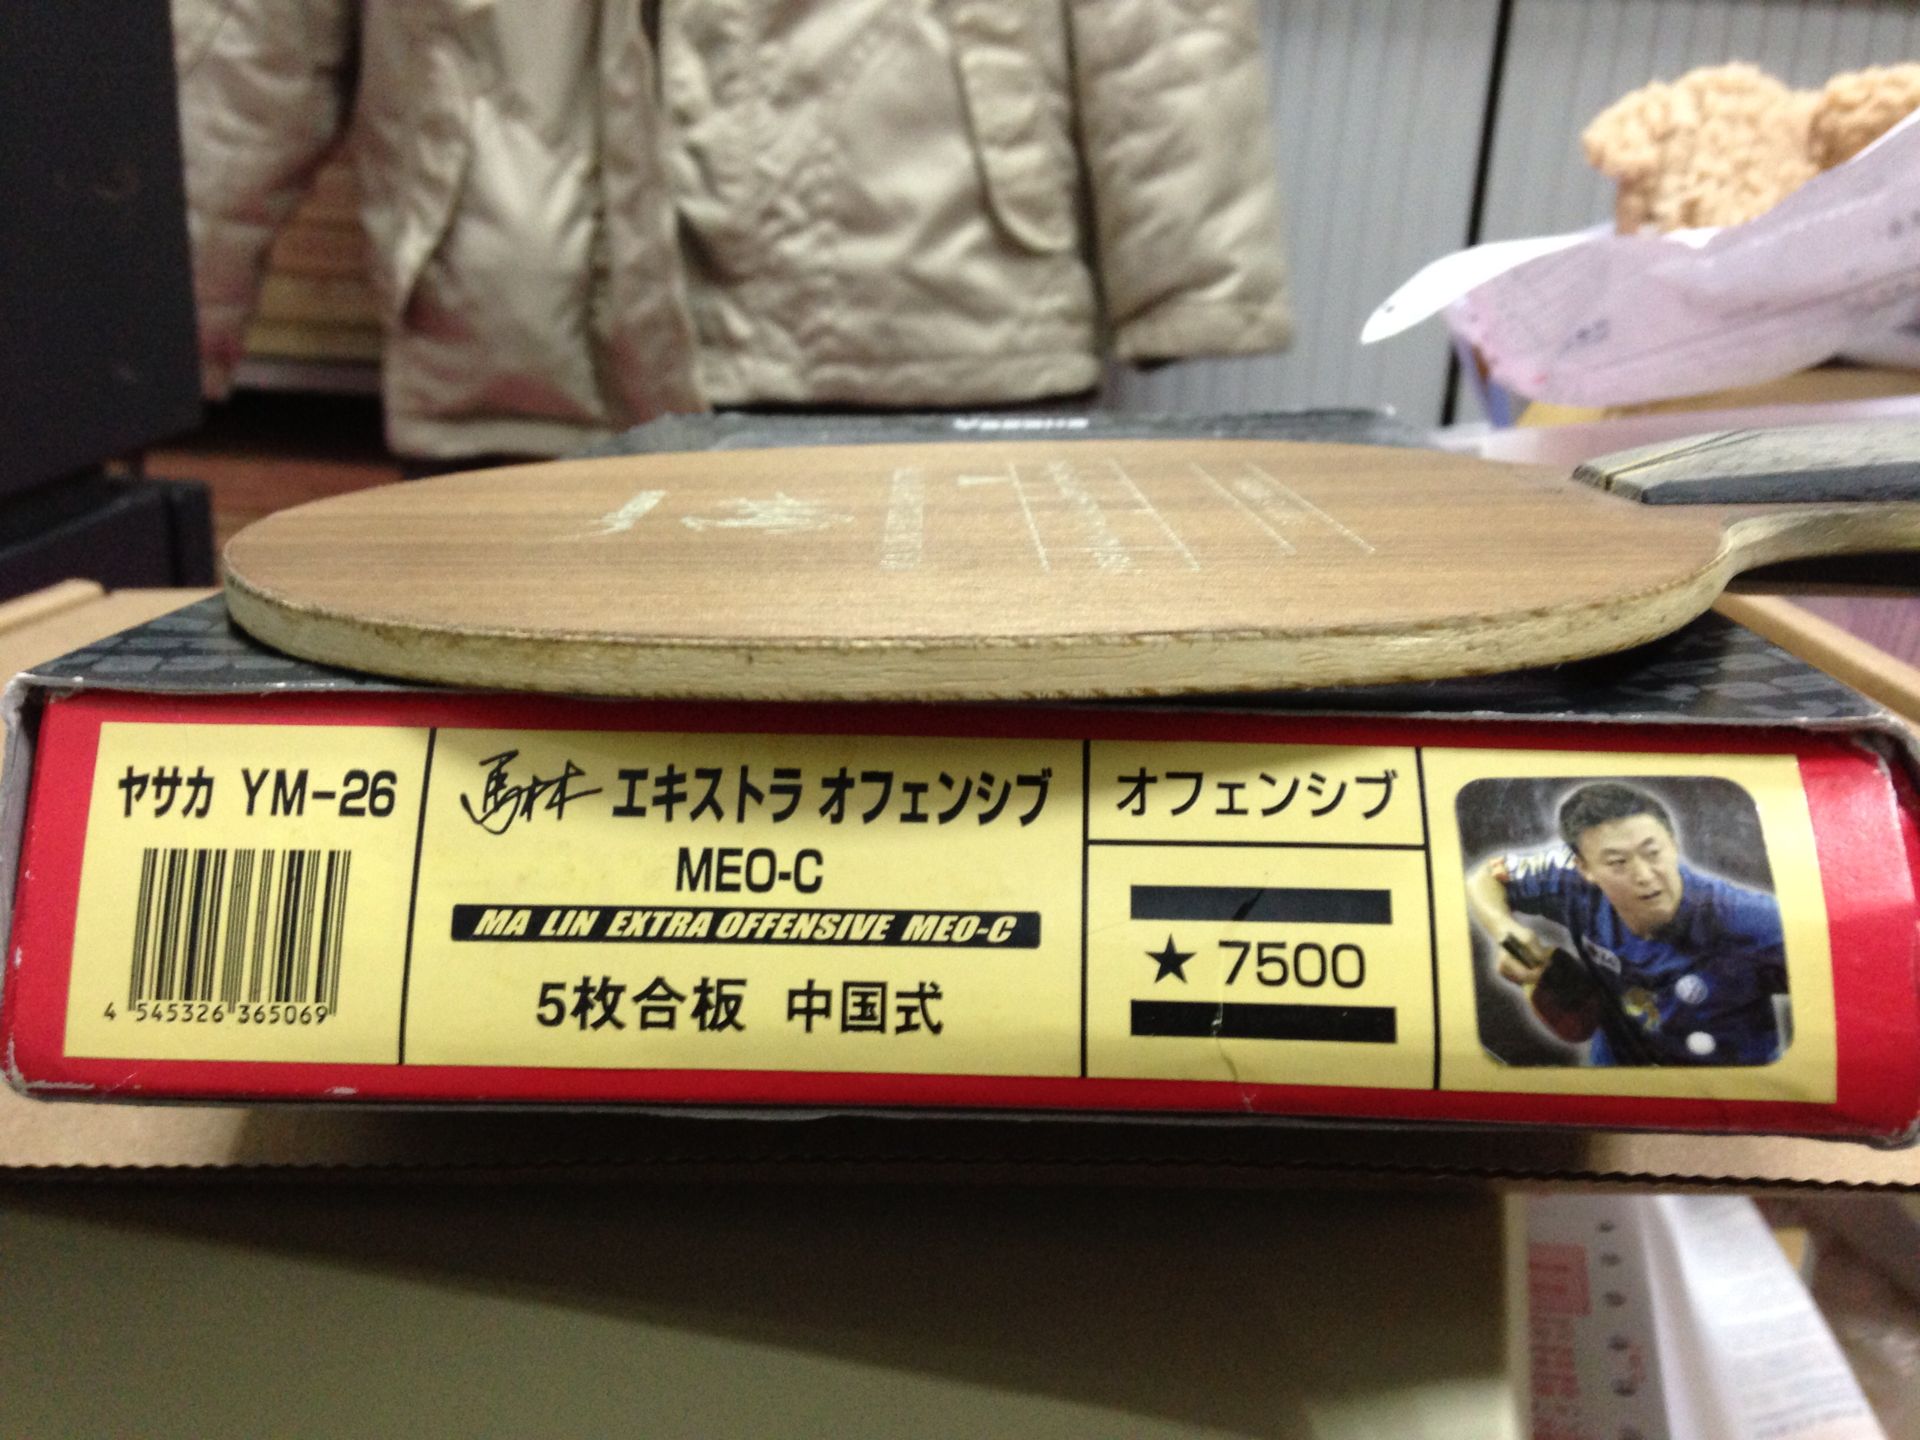 ヤサカ YM-26
4 545326 365069
馬林 エキストラ オフェンシブ
MEO-C
MA LIN EXTRA OFFENSIVE MEO-C
5枚合板 中国式
オフェンシブ
★ 7500